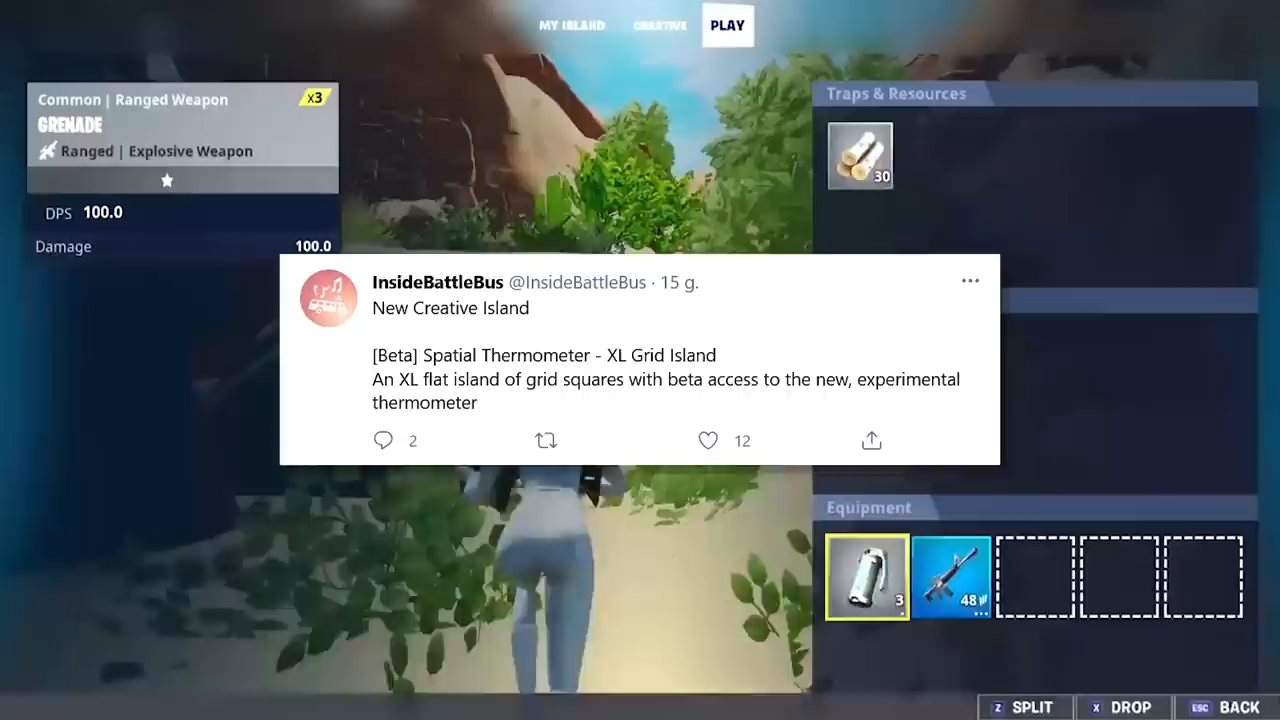 MY ISLAND CREATIVE PLAY
Common | Ranged Weapon x3
GRENADE
Ranged | Explosive Weapon
DPS 100.0
Damage 100.0
Traps & Resources
30
InsideBattleBus @InsideBattleBus · 15 g.
New Creative Island
[Beta] Spatial Thermometer - XL Grid Island
An XL flat island of grid squares with beta access to the new, experimental
thermometer
2 12
Equipment
3 48
Z SPLIT X DROP ESC BACK